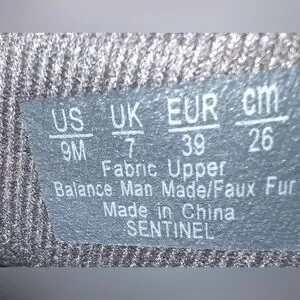 US UK EUR cm
9M 7 39 26
Fabric Upper
Balance Man Made/Faux Fur
Made in China
SENTINEL